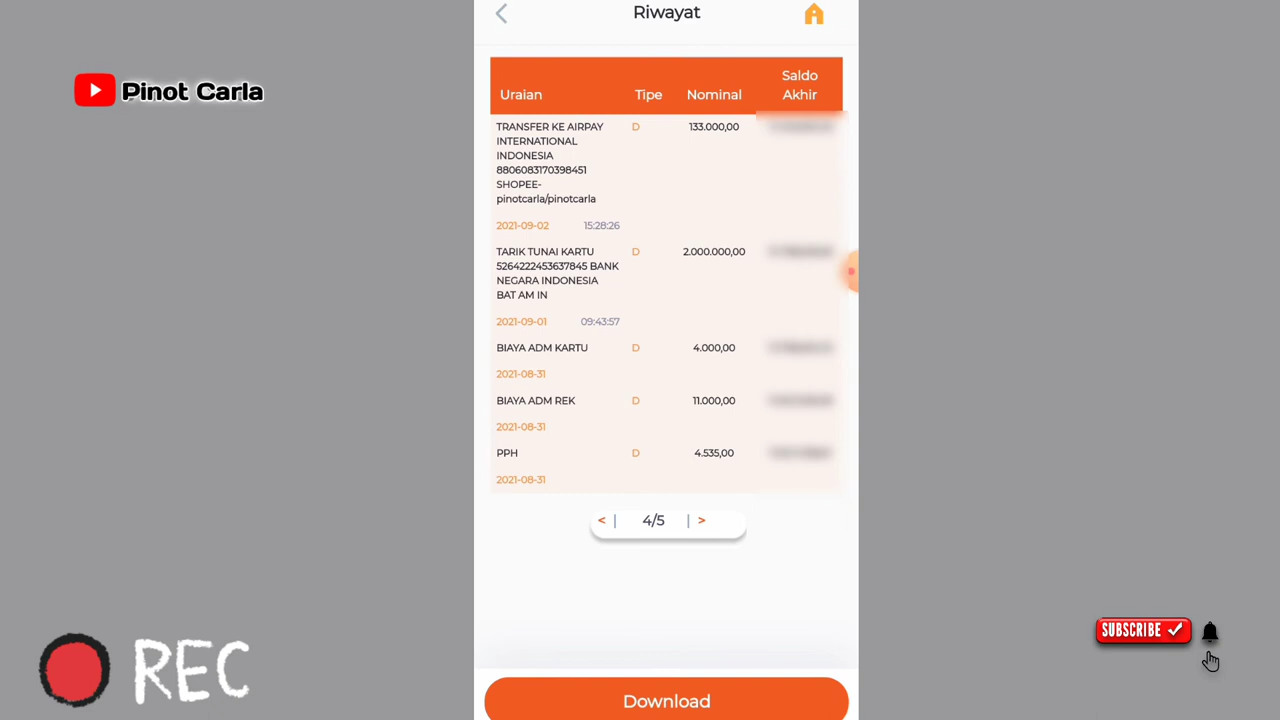 Riwayat
Pinot Carla
Uraian Tipe Nominal Saldo Akhir
TRANSFER KE AIRPAY D 133.000,00
INTERNATIONAL
INDONESIA
8806083170398451
SHOPEE-
pinotcarla/pinotcarla
2021-09-02 15:28:26
TARIK TUNAI KARTU D 2.000.000,00
5264222453637845 BANK
NEGARA INDONESIA
BAT AM IN
2021-09-01 09:43:57
BIAYA ADM KARTU D 4.000,00
2021-08-31
BIAYA ADM REK D 11.000,00
2021-08-31
PPH D 4.535,00
2021-08-31
< | 4/5 | >
SUBSCRIBE
REC
Download